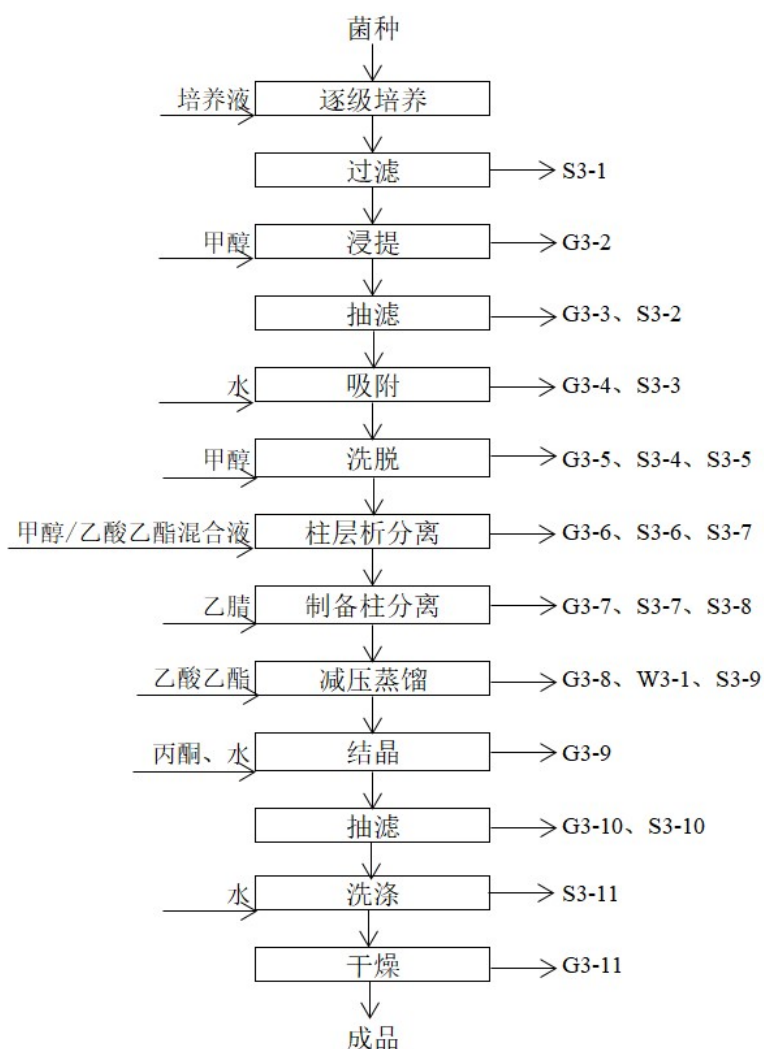 菌种
培养液 逐级培养
过滤 S3-1
甲醇 浸提 G3-2
抽滤 G3-3、S3-2
水 吸附 G3-4、S3-3
甲醇 洗脱 G3-5、S3-4、S3-5
甲醇/乙酸乙酯混合液 柱层析分离 G3-6、S3-6、S3-7
乙腈 制备柱分离 G3-7、S3-7、S3-8
乙酸乙酯 减压蒸馏 G3-8、W3-1、S3-9
丙酮、水 结晶 G3-9
抽滤 G3-10、S3-10
水 洗涤 S3-11
干燥 G3-11
成品